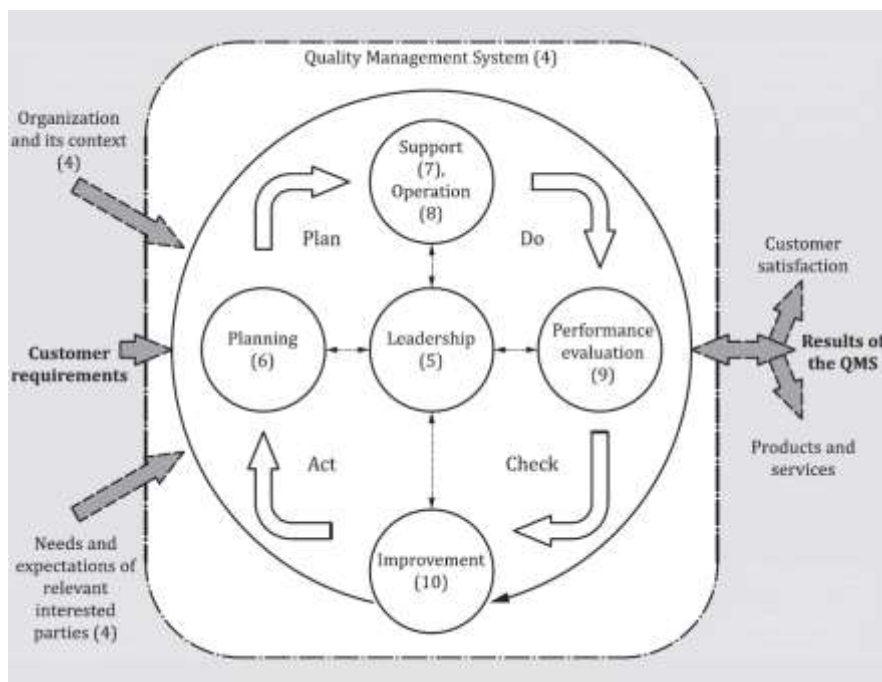 Quality Management System (4)
Organization
and its context
(4)
Support
(7),
Operation
(8)
Plan
Do
Customer
satisfaction
Planning
(6)
Leadership
(5)
Performance
evaluation
(9)
Customer
requirements
Results of
the QMS
Act
Check
Products and
services
Needs and
expectations of
relevant
interested
parties (4)
Improvement
(10)